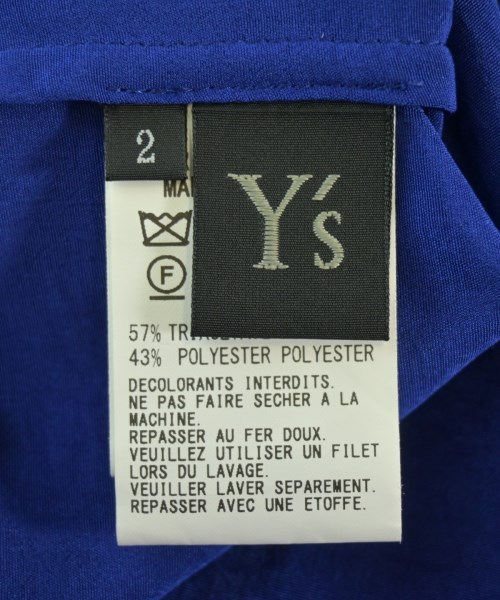 2
Y's
F
57%
43% POLYESTER POLYESTER
DECOLORANTS INTERDITS.
NE PAS FAIRE SECHER A LA
MACHINE.
REPASSER AU FER DOUX.
VEUILLEZ UTILISER UN FILET
LORS DU LAVAGE.
VEUILLER LAVER SEPAREMENT.
REPASSER AVEC UNE ETOFFE.